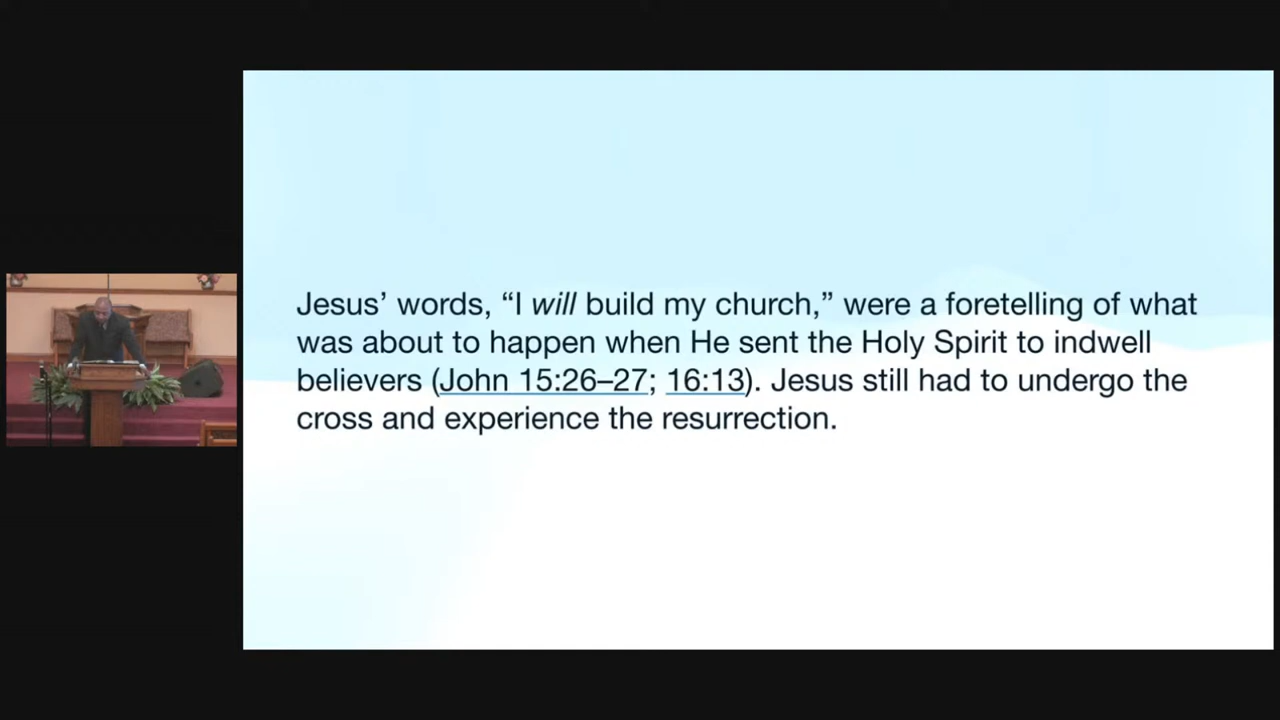 Jesus’ words, “I will build my church,” were a foretelling of what
was about to happen when He sent the Holy Spirit to indwell
believers (John 15:26–27; 16:13). Jesus still had to undergo the
cross and experience the resurrection.